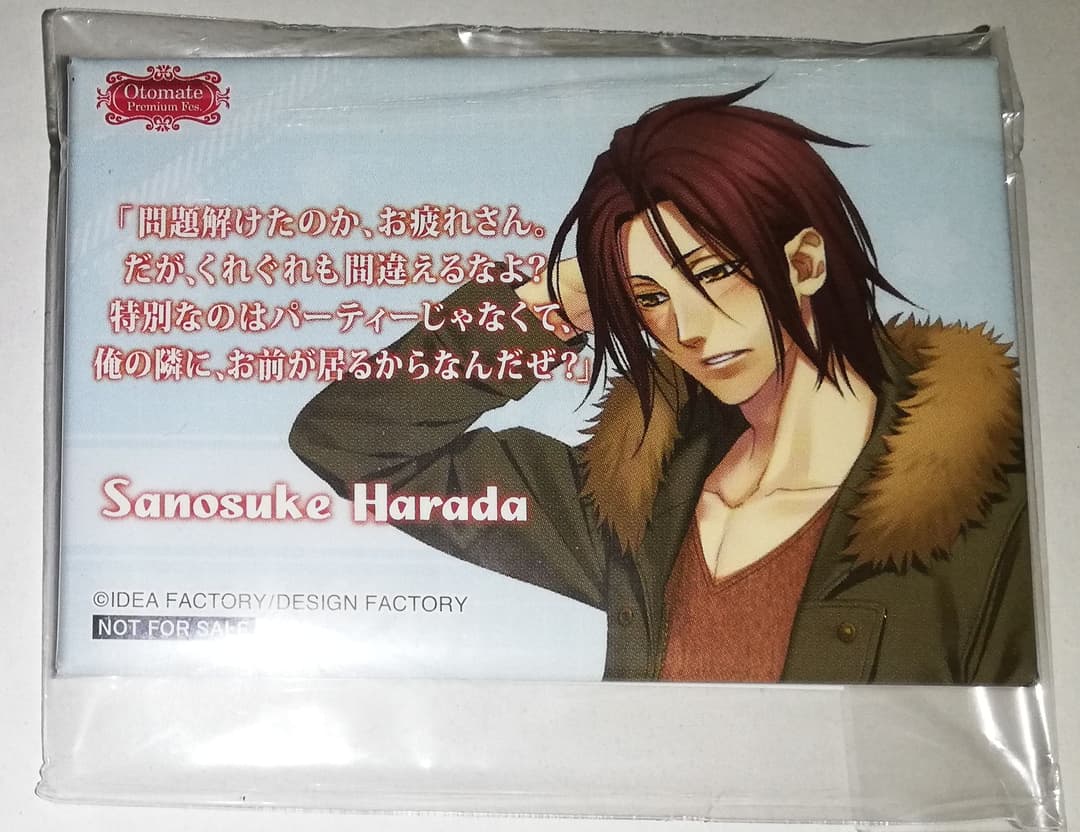 Otomate
Premium Fes.
「問題解けたのか、お疲れさん。
だが、くれぐれも間違えるなよ?
特別なのはパーティーじゃなくて、
俺の隣に、お前が居るからなんだぜ?」
Sanosuke Harada
©IDEA FACTORY/DESIGN FACTORY
NOT FOR SALE